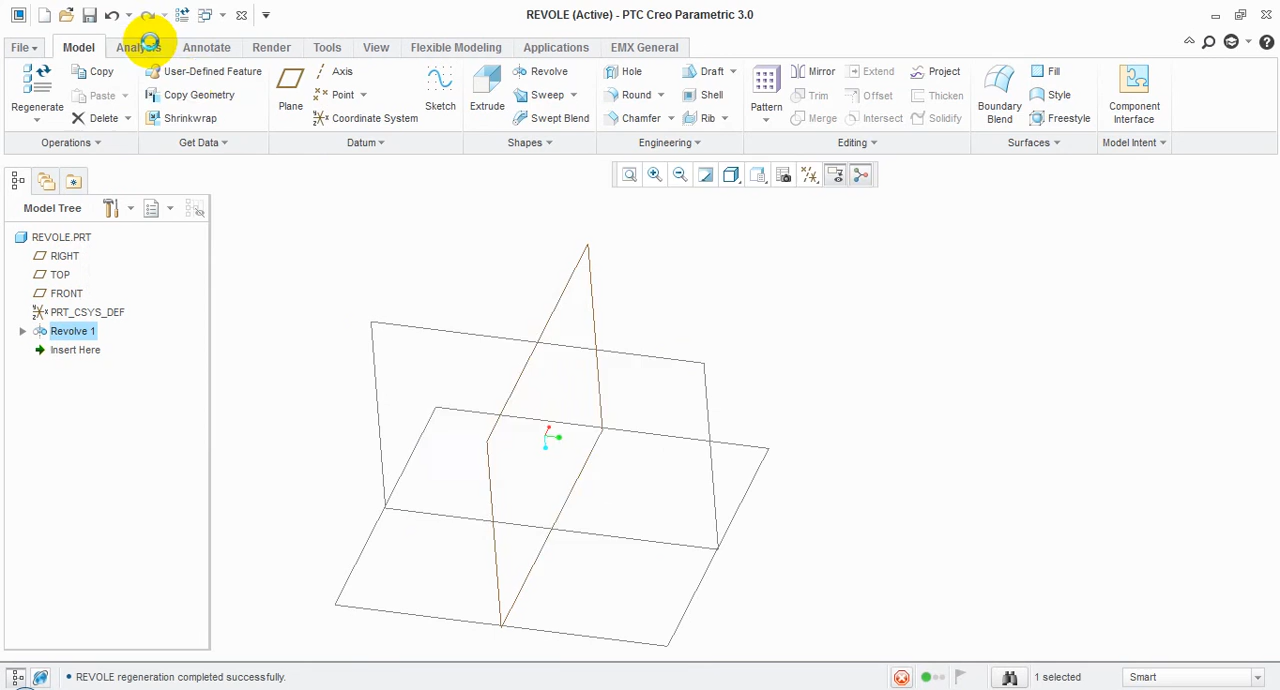 REVOLE (Active) - PTC Creo Parametric 3.0
File Model Analysis Annotate Render Tools View Flexible Modeling Applications EMX General
Regenerate
Copy
Paste
Delete
Operations
User-Defined Feature
Copy Geometry
Shrinkwrap
Get Data
Plane
Axis
Point
Coordinate System
Sketch
Datum
Extrude
Revolve
Sweep
Swept Blend
Shapes
Hole
Round
Chamfer
Draft
Shell
Rib
Engineering
Pattern
Mirror
Trim
Merge
Extend
Offset
Intersect
Project
Thicken
Solidify
Editing
Boundary
Blend
Fill
Style
Freestyle
Surfaces
Component
Interface
Model Intent
Model Tree
REVOLE.PRT
RIGHT
TOP
FRONT
PRT_CSYS_DEF
Revolve 1
Insert Here
REVOLE regeneration completed successfully.
1 selected
Smart